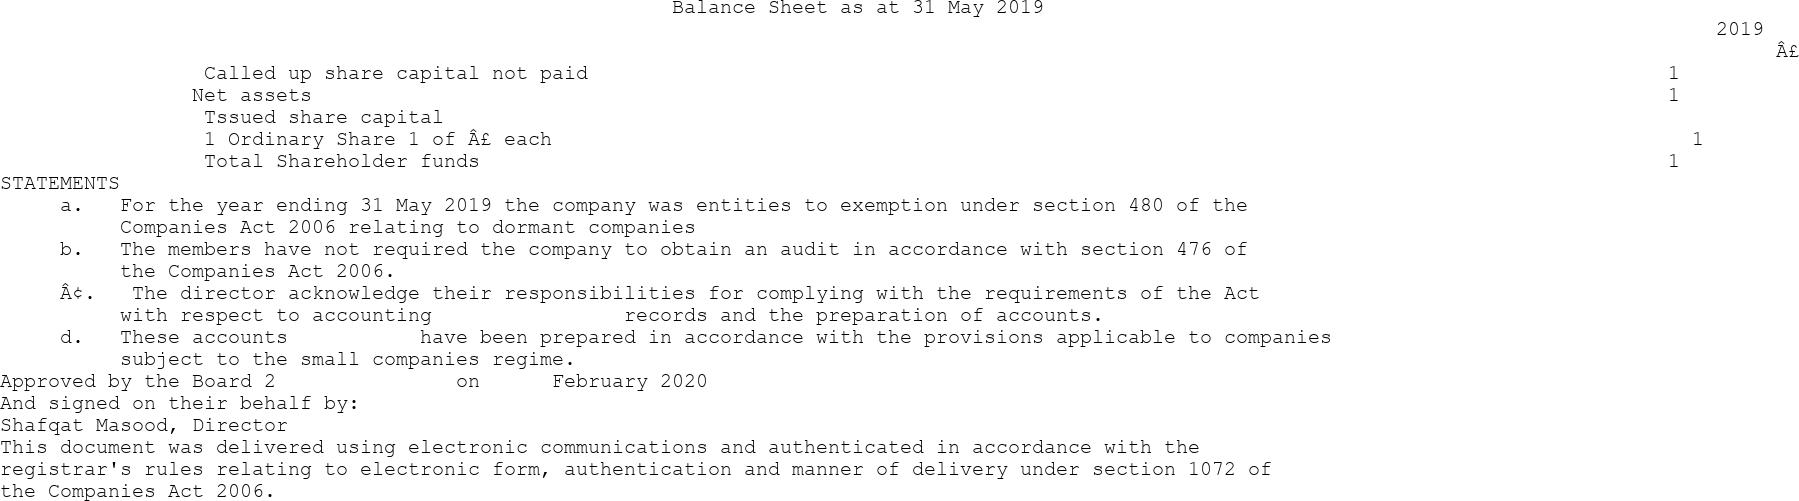 Balance Sheet as at 31 May 2019
2019
Â£
Called up share capital not paid 1
Net assets 1
Tssued share capital
1 Ordinary Share 1 of Â£ each 1
Total Shareholder funds 1
STATEMENTS
a. For the year ending 31 May 2019 the company was entities to exemption under section 480 of the
Companies Act 2006 relating to dormant companies
b. The members have not required the company to obtain an audit in accordance with section 476 of
the Companies Act 2006.
Â¢. The director acknowledge their responsibilities for complying with the requirements of the Act
with respect to accounting records and the preparation of accounts.
d. These accounts have been prepared in accordance with the provisions applicable to companies
subject to the small companies regime.
Approved by the Board 2 on February 2020
And signed on their behalf by:
Shafqat Masood, Director
This document was delivered using electronic communications and authenticated in accordance with the
registrar's rules relating to electronic form, authentication and manner of delivery under section 1072 of
the Companies Act 2006.